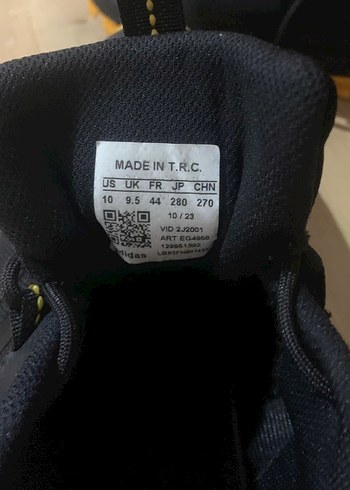 MADE IN T.R.C.
US UK FR JP CHN
10 9.5 44 280 270
10 / 23
VID 2J2001
ART EG4958
adidas